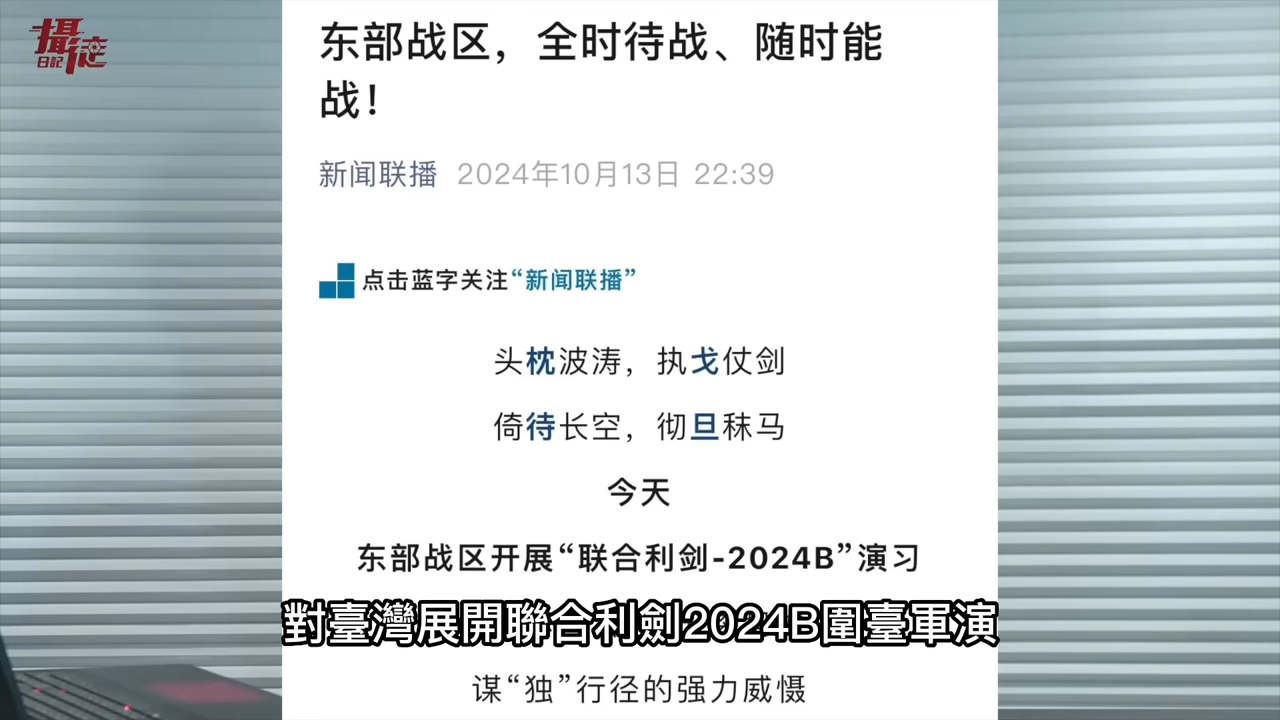 攝徒
日記
东部战区，全时待战、随时能
战！
新闻联播 2024年10月13日 22:39
点击蓝字关注“新闻联播”
头枕波涛，执戈仗剑
倚待长空，彻旦秣马
今天
东部战区开展“联合利剑-2024B”演习
對臺灣展開聯合利劍2024B圍臺軍演
谋“独”行径的强力威慑